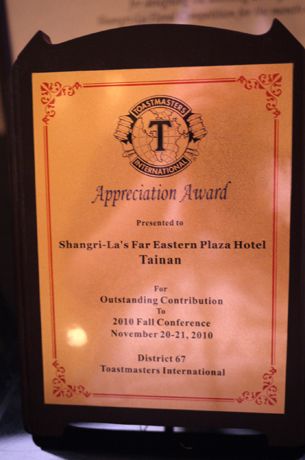 TOASTMASTERS
T
INTERNATIONAL
Appreciation Award
Presented to
Shangri-La's Far Eastern Plaza Hotel
Tainan
For
Outstanding Contribution
To
2010 Fall Conference
November 20-21, 2010
District 67
Toastmasters International